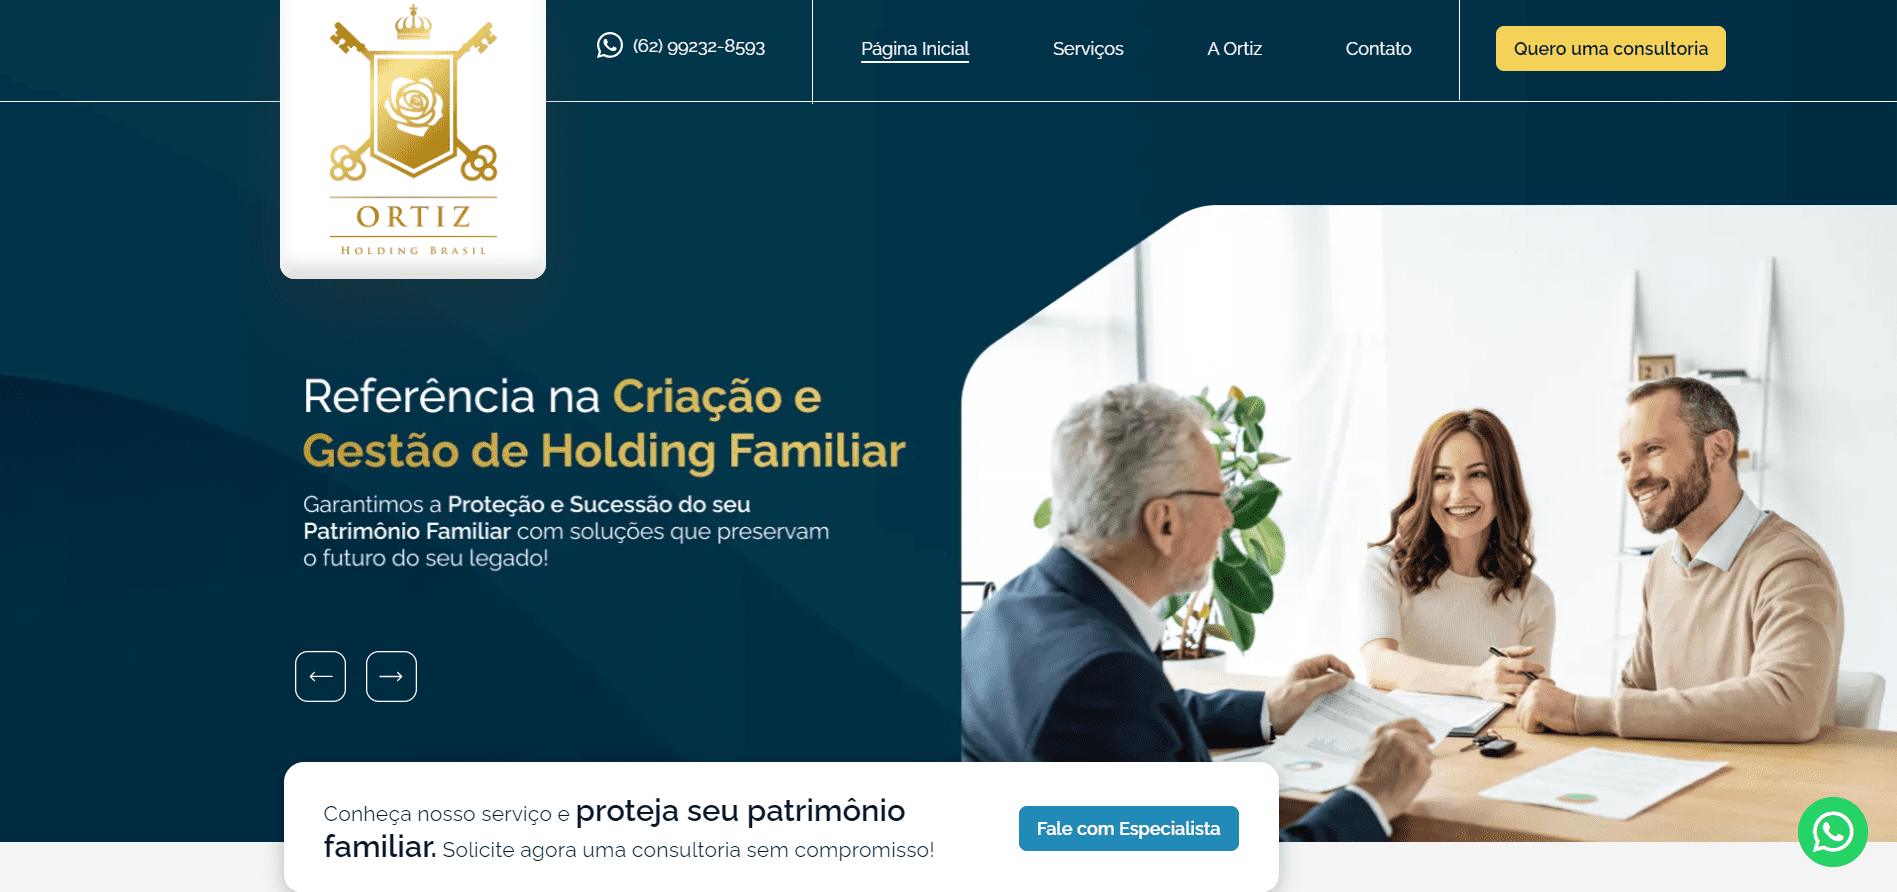 (62) 99232-8593
Página Inicial
Serviços
A Ortiz
Contato
Quero uma consultoria
ORTIZ
HOLDING BRASIL
Referência na Criação e
Gestão de Holding Familiar
Garantimos a Proteção e Sucessão do seu
Patrimônio Familiar com soluções que preservam
o futuro do seu legado!
Conheça nosso serviço e proteja seu patrimônio
familiar. Solicite agora uma consultoria sem compromisso!
Fale com Especialista